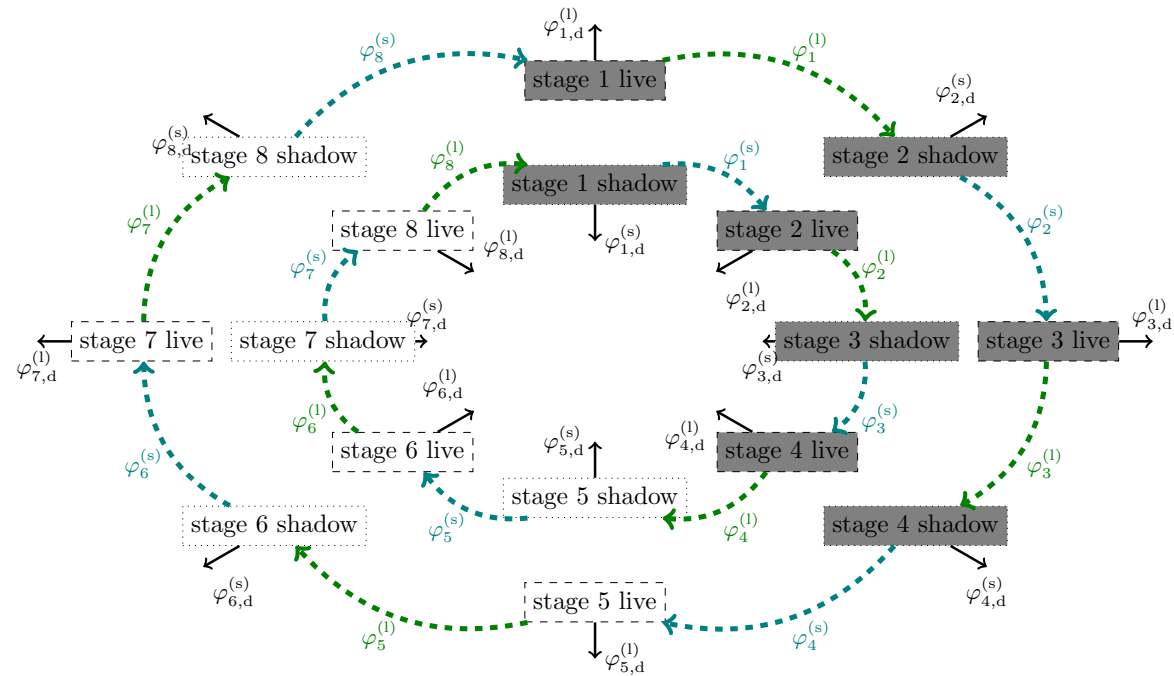 φ_{1,d}^{(l)}
φ_8^{(s)}
φ_1^{(l)}
stage 1 live
φ_{2,d}^{(s)}
φ_{8,d}^{(s)}
stage 8 shadow
φ_8^{(l)}
φ_1^{(s)}
stage 2 shadow
stage 1 shadow
φ_7^{(l)}
stage 8 live
φ_{8,d}^{(l)}
φ_{1,d}^{(s)}
stage 2 live
φ_2^{(s)}
φ_7^{(s)}
φ_2^{(l)}
φ_{2,d}^{(l)}
φ_{7,d}^{(s)}
φ_{3,d}^{(l)}
stage 7 live
stage 7 shadow
stage 3 shadow
stage 3 live
φ_{7,d}^{(l)}
φ_{3,d}^{(s)}
φ_{6,d}^{(l)}
φ_6^{(l)}
φ_3^{(s)}
φ_{5,d}^{(s)}
φ_{4,d}^{(l)}
stage 6 live
stage 4 live
φ_6^{(s)}
φ_3^{(l)}
stage 5 shadow
stage 6 shadow
φ_5^{(s)}
φ_4^{(l)}
stage 4 shadow
φ_{6,d}^{(s)}
stage 5 live
φ_{4,d}^{(s)}
φ_5^{(l)}
φ_{5,d}^{(l)}
φ_4^{(s)}